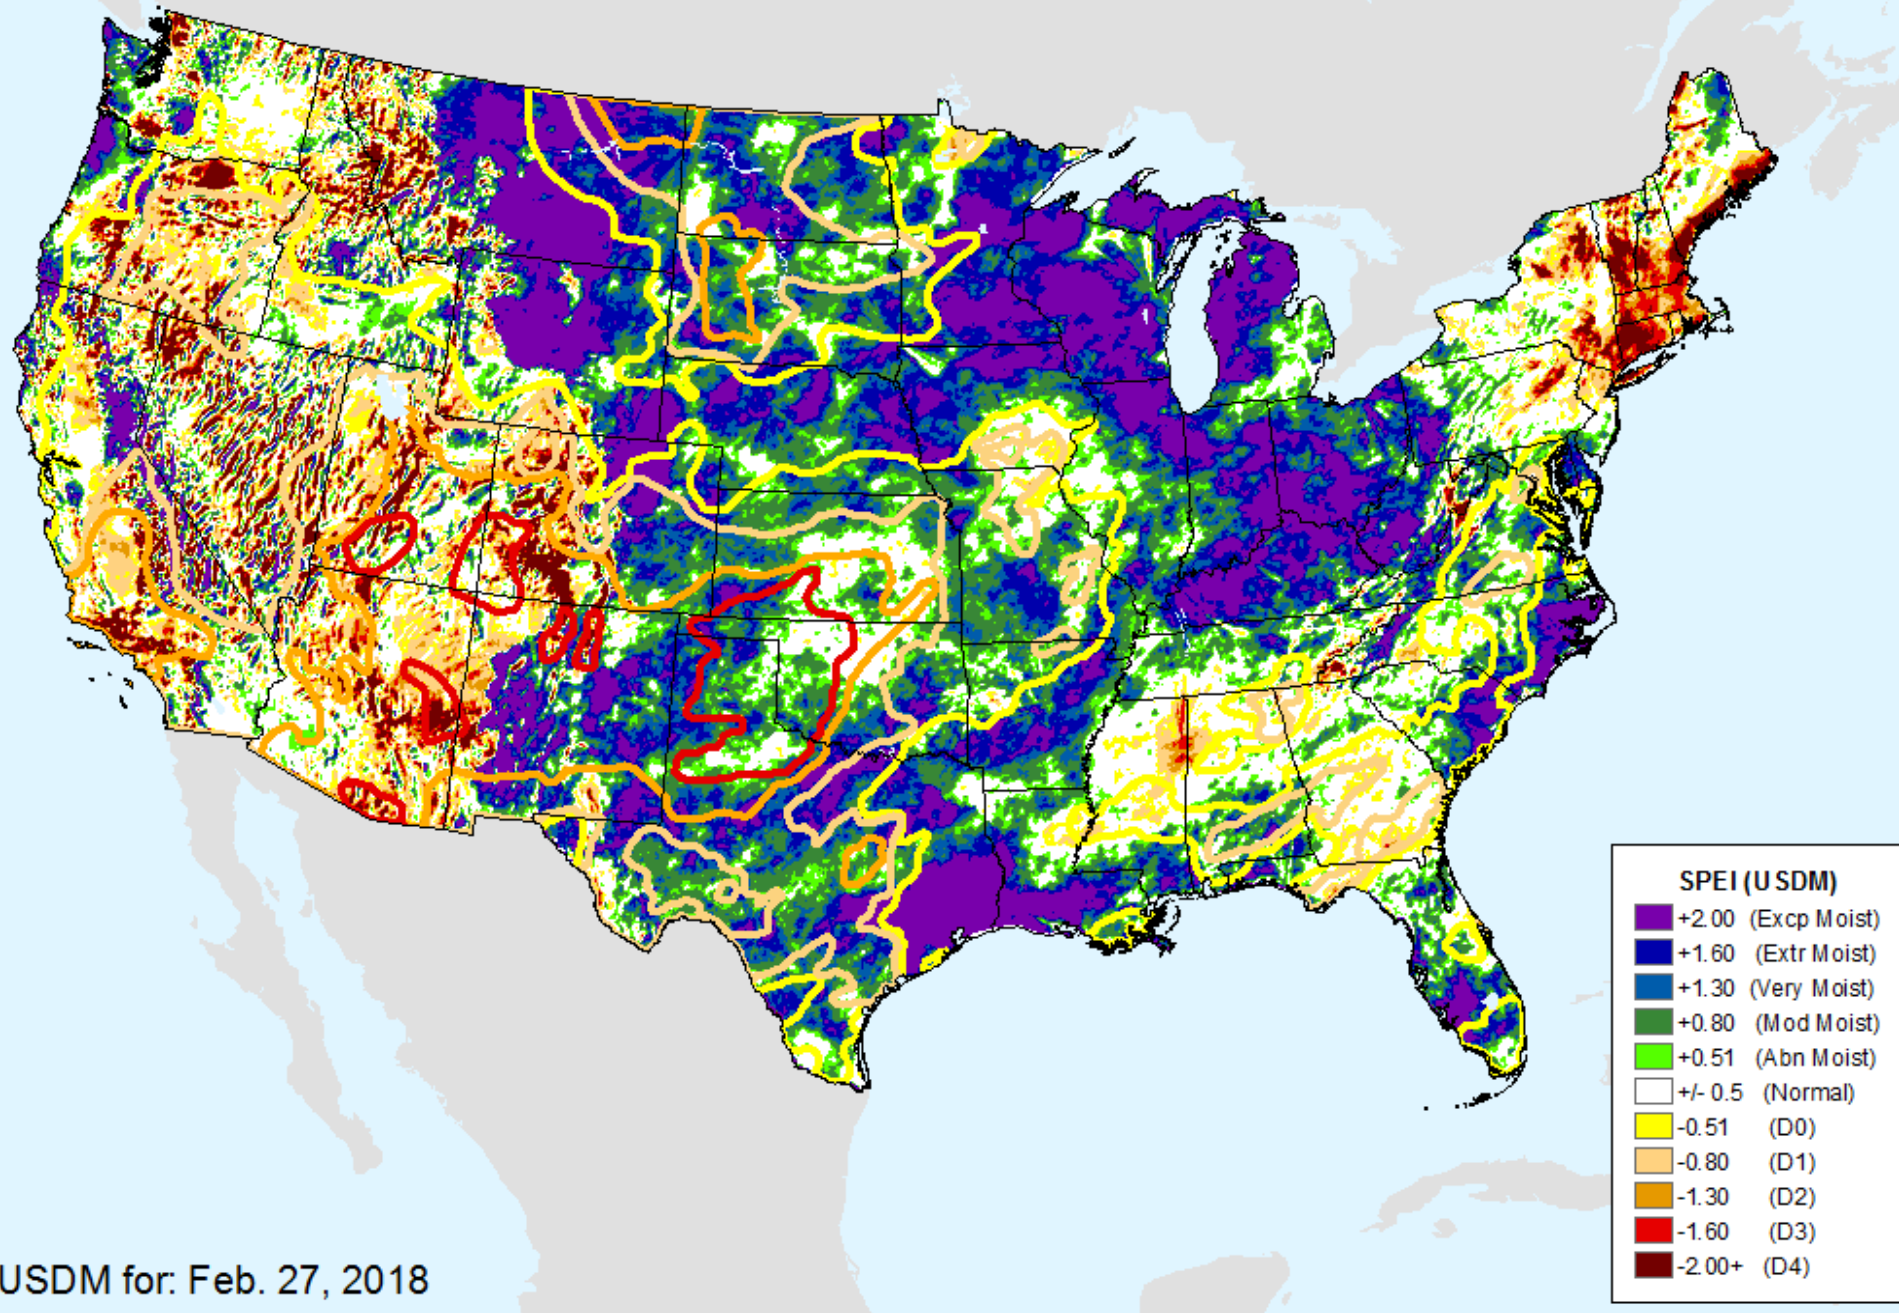 SPEI (USDM)
+2.00 (Excp Moist)
+1.60 (Extr Moist)
+1.30 (Very Moist)
+0.80 (Mod Moist)
+0.51 (Abn Moist)
+/- 0.5 (Normal)
-0.51 (D0)
-0.80 (D1)
-1.30 (D2)
-1.60 (D3)
-2.00+ (D4)
USDM for: Feb. 27, 2018